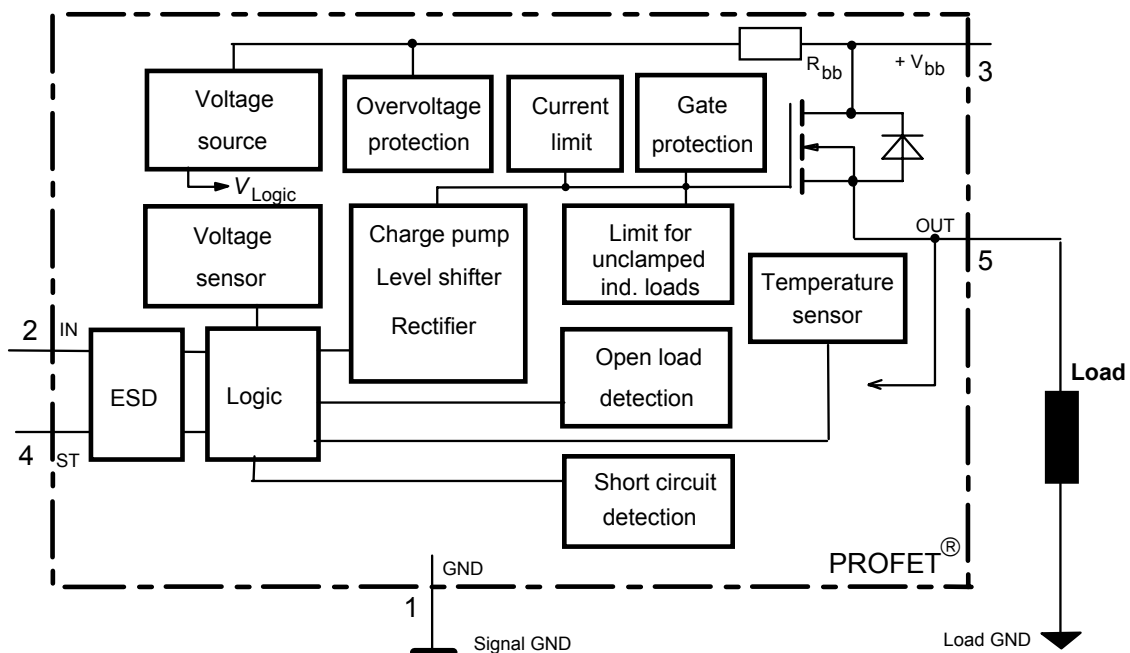 R bb
+ V bb
3
Voltage
source
Overvoltage
protection
Current
limit
Gate
protection
V Logic
Voltage
sensor
Charge pump
Level shifter
Rectifier
Limit for
unclamped
ind. loads
OUT
5
Temperature
sensor
2
IN
ESD
Logic
Open load
detection
Load
4
ST
Short circuit
detection
PROFET®
GND
1
Signal GND
Load GND